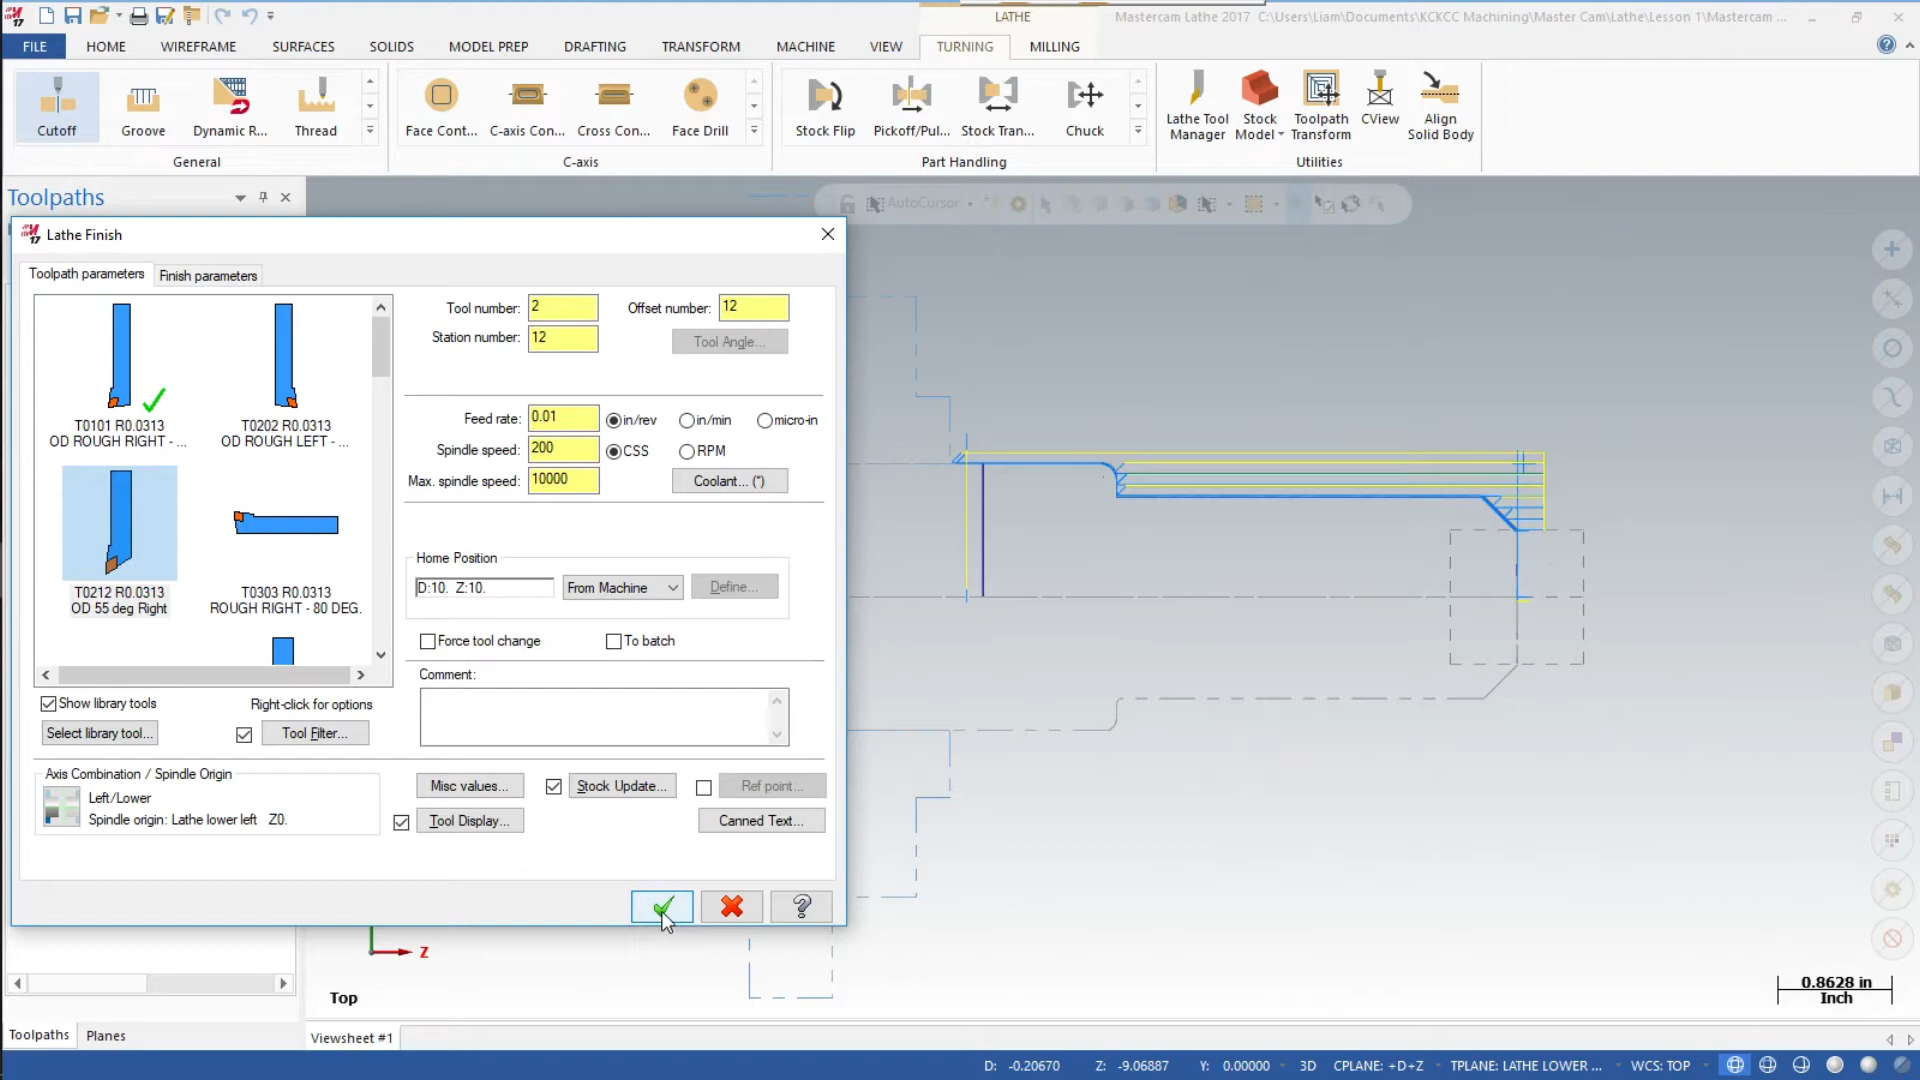 LATHE
Mastercam Lathe 2017 C:\Users\Liam\Documents\KCKCC Machining\Master Cam\Lathe\Lesson 1\Mastercam ...
FILE HOME WIREFRAME SURFACES SOLIDS MODEL PREP DRAFTING TRANSFORM MACHINE VIEW TURNING MILLING
Cutoff Groove Dynamic R... Thread
Face Cont... C-axis Con... Cross Con... Face Drill
Stock Flip Pickoff/Pul... Stock Tran... Chuck
Lathe Tool Manager Stock Model Toolpath Transform CView Align Solid Body
General C-axis Part Handling Utilities
Toolpaths
AutoCursor
17 Lathe Finish
Toolpath parameters Finish parameters
T0101 R0.0313
OD ROUGH RIGHT - ...
T0202 R0.0313
OD ROUGH LEFT - ...
T0212 R0.0313
OD 55 deg Right
T0303 R0.0313
ROUGH RIGHT - 80 DEG.
Show library tools
Right-click for options
Select library tool...
Tool Filter...
Axis Combination / Spindle Origin
Left/Lower
Spindle origin: Lathe lower left Z0.
Tool number: 2
Offset number: 12
Station number: 12
Tool Angle...
Feed rate: 0.01 in/rev in/min micro-in
Spindle speed: 200 CSS RPM
Max. spindle speed: 10000 Coolant... (*)
Home Position
D:10. Z:10. From Machine Define...
Force tool change To batch
Comment:
Misc values... Stock Update... Ref point...
Tool Display... Canned Text...
Z
Top
0.8628 in
Inch
Toolpaths Planes
Viewsheet #1
D: -0.20670 Z: -9.06887 Y: 0.00000 3D CPLANE: +D+Z TPLANE: LATHE LOWER ... WCS: TOP